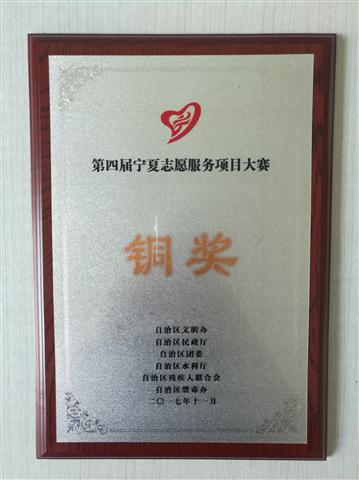 第四届宁夏志愿服务项目大赛
铜奖
自治区文明办
自治区民政厅
自治区团委
自治区水利厅
自治区残疾人联合会
自治区禁毒办
二〇一七年十一月